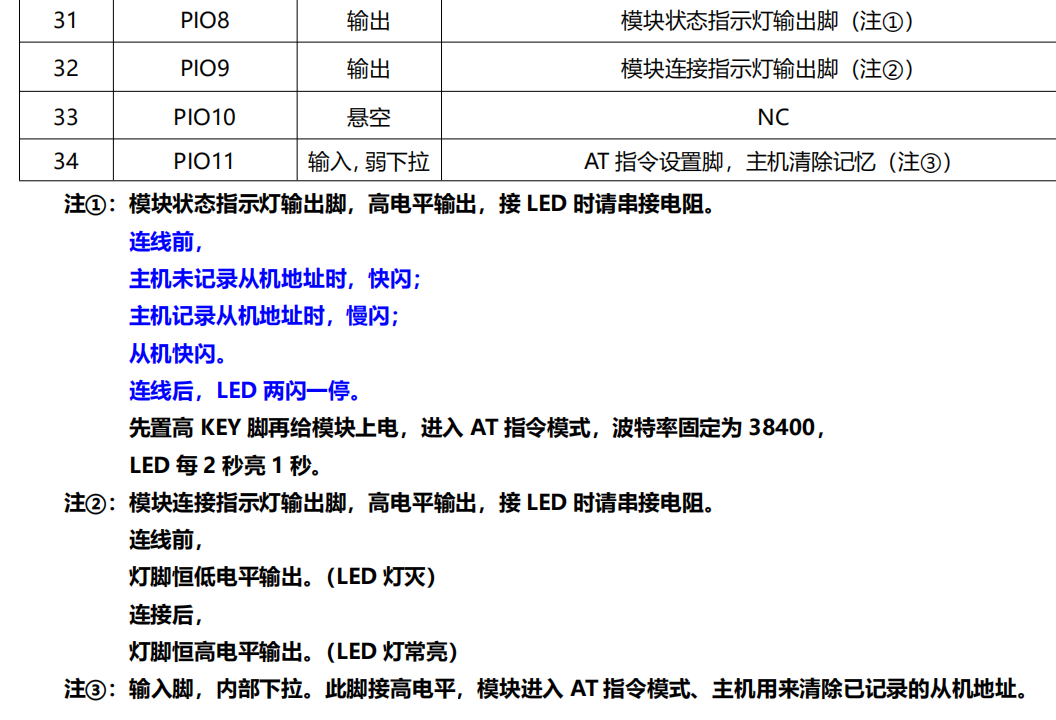 31 PIO8 输出 模块状态指示灯输出脚（注①）
32 PIO9 输出 模块连接指示灯输出脚（注②）
33 PIO10 悬空 NC
34 PIO11 输入，弱下拉 AT 指令设置脚，主机清除记忆（注③）
注①：模块状态指示灯输出脚，高电平输出，接 LED 时请串接电阻。
连线前，
主机未记录从机地址时，快闪；
主机记录从机地址时，慢闪；
从机快闪。
连线后，LED 两闪一停。
先置高 KEY 脚再给模块上电，进入 AT 指令模式，波特率固定为 38400，
LED 每 2 秒亮 1 秒。
注②：模块连接指示灯输出脚，高电平输出，接 LED 时请串接电阻。
连线前，
灯脚恒低电平输出。（LED 灯灭）
连接后，
灯脚恒高电平输出。（LED 灯常亮）
注③：输入脚，内部下拉。此脚接高电平，模块进入 AT 指令模式、主机用来清除已记录的从机地址。